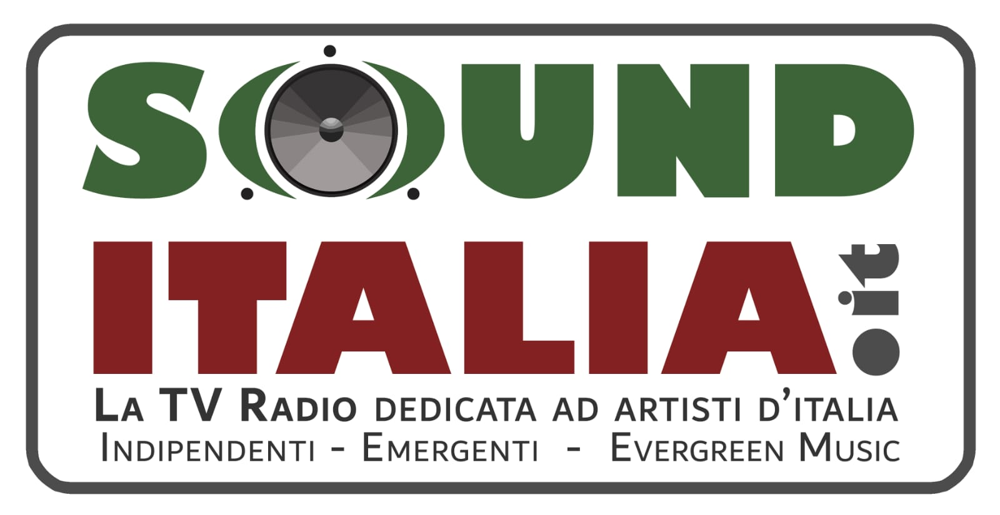 SOUND
ITALIA.it
LA TV RADIO DEDICATA AD ARTISTI D'ITALIA
INDIPENDENTI - EMERGENTI - EVERGREEN MUSIC